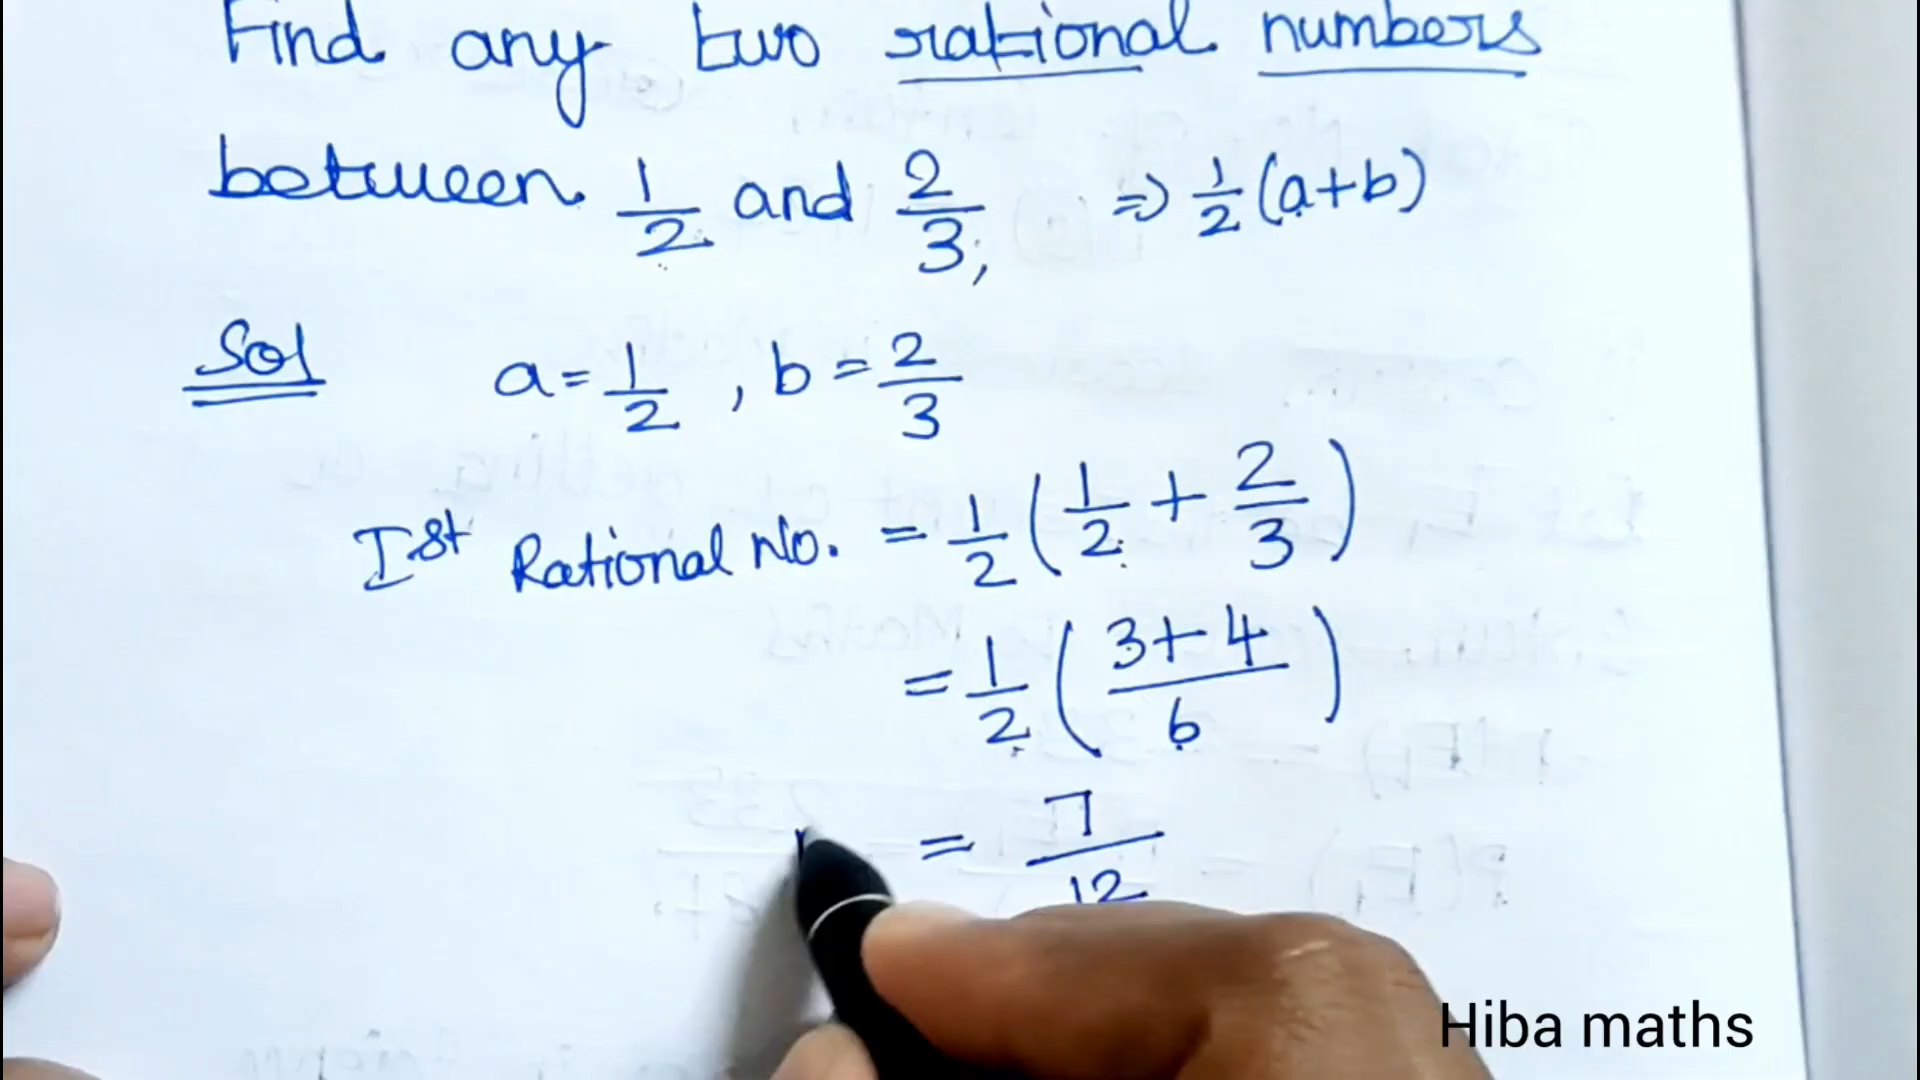 Find any two rational numbers
between 1/2 and 2/3, ⇒ 1/2 (a+b)
Sol a = 1/2 , b = 2/3
Ist Rational No. = 1/2 (1/2 + 2/3)
= 1/2 (3+4/6)
= 7/12
Hiba maths